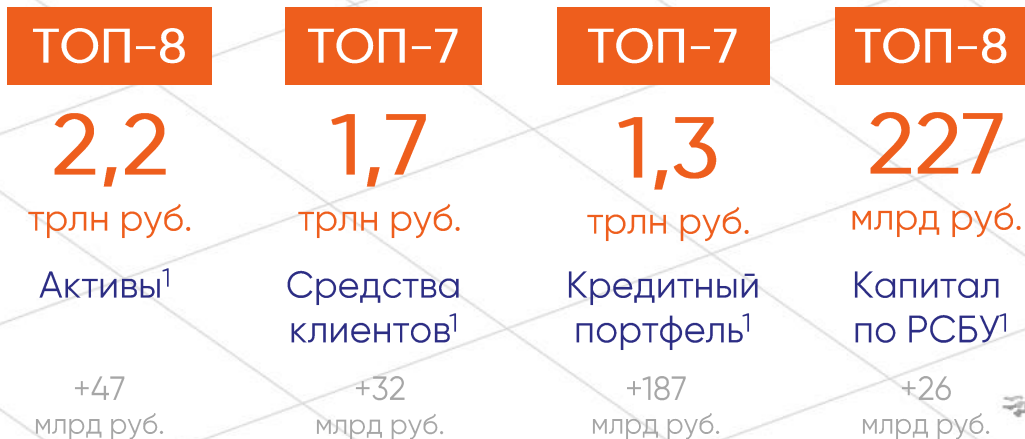 ТОП-8
2,2
трлн руб.
Активы¹
+47
млрд руб.
ТОП-7
1,7
трлн руб.
Средства
клиентов¹
+32
млрд руб.
ТОП-7
1,3
трлн руб.
Кредитный
портфель¹
+187
млрд руб.
ТОП-8
227
млрд руб.
Капитал
по РСБУ¹
+26
млрд руб.